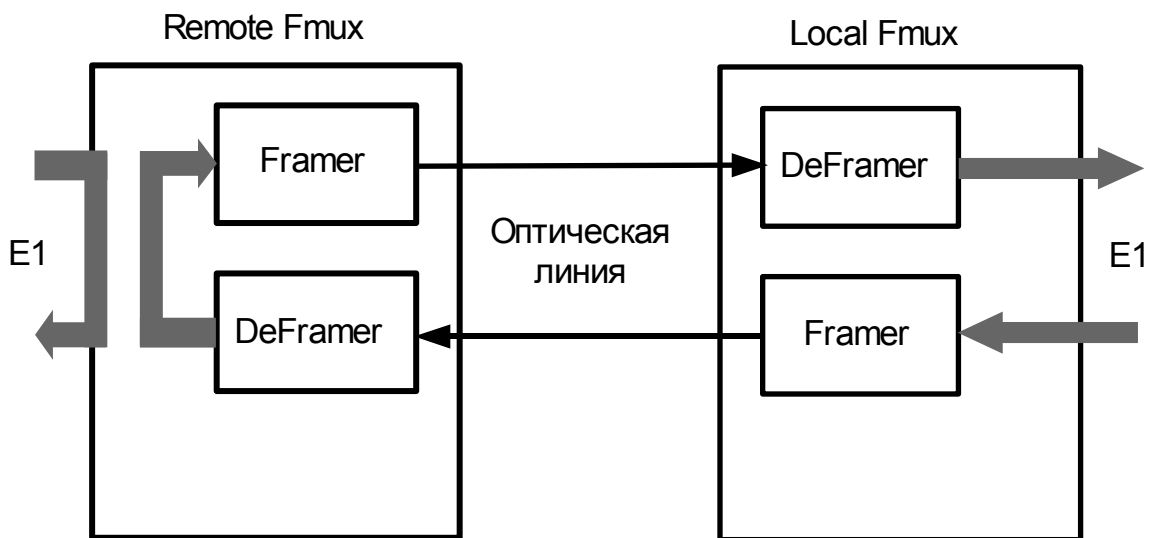 Remote Fmux
Local Fmux
Framer
DeFramer
E1
Оптическая
линия
E1
DeFramer
Framer